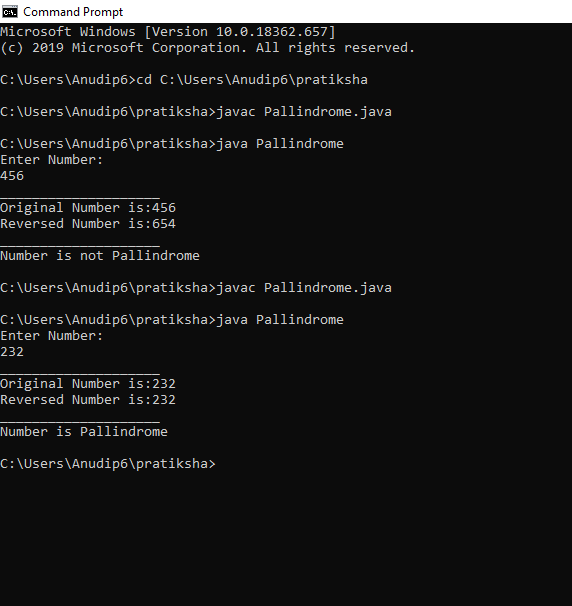 Command Prompt
Microsoft Windows [Version 10.0.18362.657]
(c) 2019 Microsoft Corporation. All rights reserved.
C:\Users\Anudip6>cd C:\Users\Anudip6\pratiksha
C:\Users\Anudip6\pratiksha>javac Pallindrome.java
C:\Users\Anudip6\pratiksha>java Pallindrome
Enter Number:
456
____________________
Original Number is:456
Reversed Number is:654
____________________
Number is not Pallindrome
C:\Users\Anudip6\pratiksha>javac Pallindrome.java
C:\Users\Anudip6\pratiksha>java Pallindrome
Enter Number:
232
____________________
Original Number is:232
Reversed Number is:232
____________________
Number is Pallindrome
C:\Users\Anudip6\pratiksha>